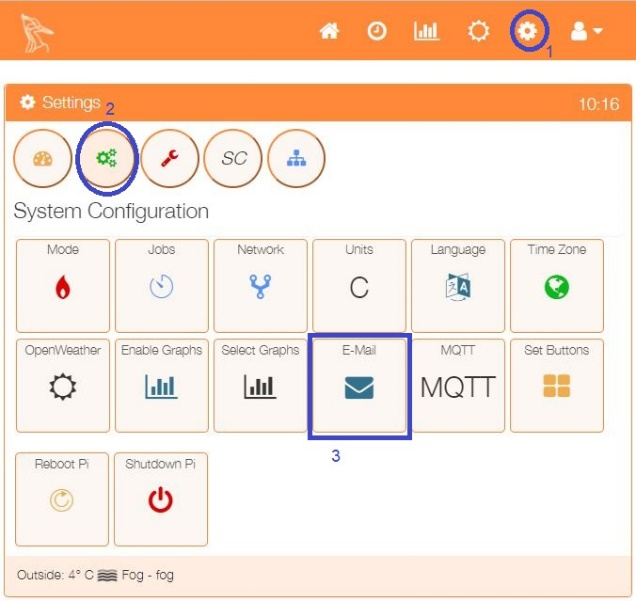 1
Settings 2 10:16
SC
System Configuration
Mode Jobs Network Units Language Time Zone
C
OpenWeather Enable Graphs Select Graphs E-Mail MQTT Set Buttons
MQTT
3
Reboot Pi Shutdown Pi
Outside: 4° C Fog - fog